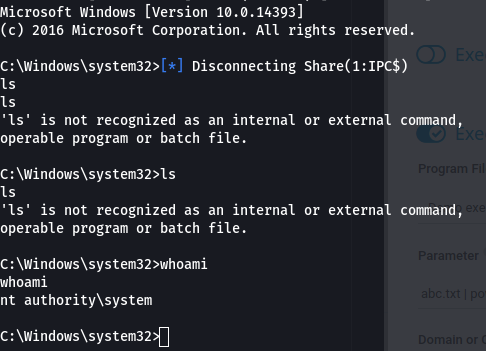 Microsoft Windows [Version 10.0.14393]
(c) 2016 Microsoft Corporation. All rights reserved.
C:\Windows\system32>[*] Disconnecting Share(1:IPC$)
ls
ls
'ls' is not recognized as an internal or external command,
operable program or batch file.
C:\Windows\system32>ls
ls
'ls' is not recognized as an internal or external command,
operable program or batch file.
C:\Windows\system32>whoami
whoami
nt authority\system
C:\Windows\system32>
Exe
Exe
Program Fil
exe
Parameter
abc.txt | po
Domain or C